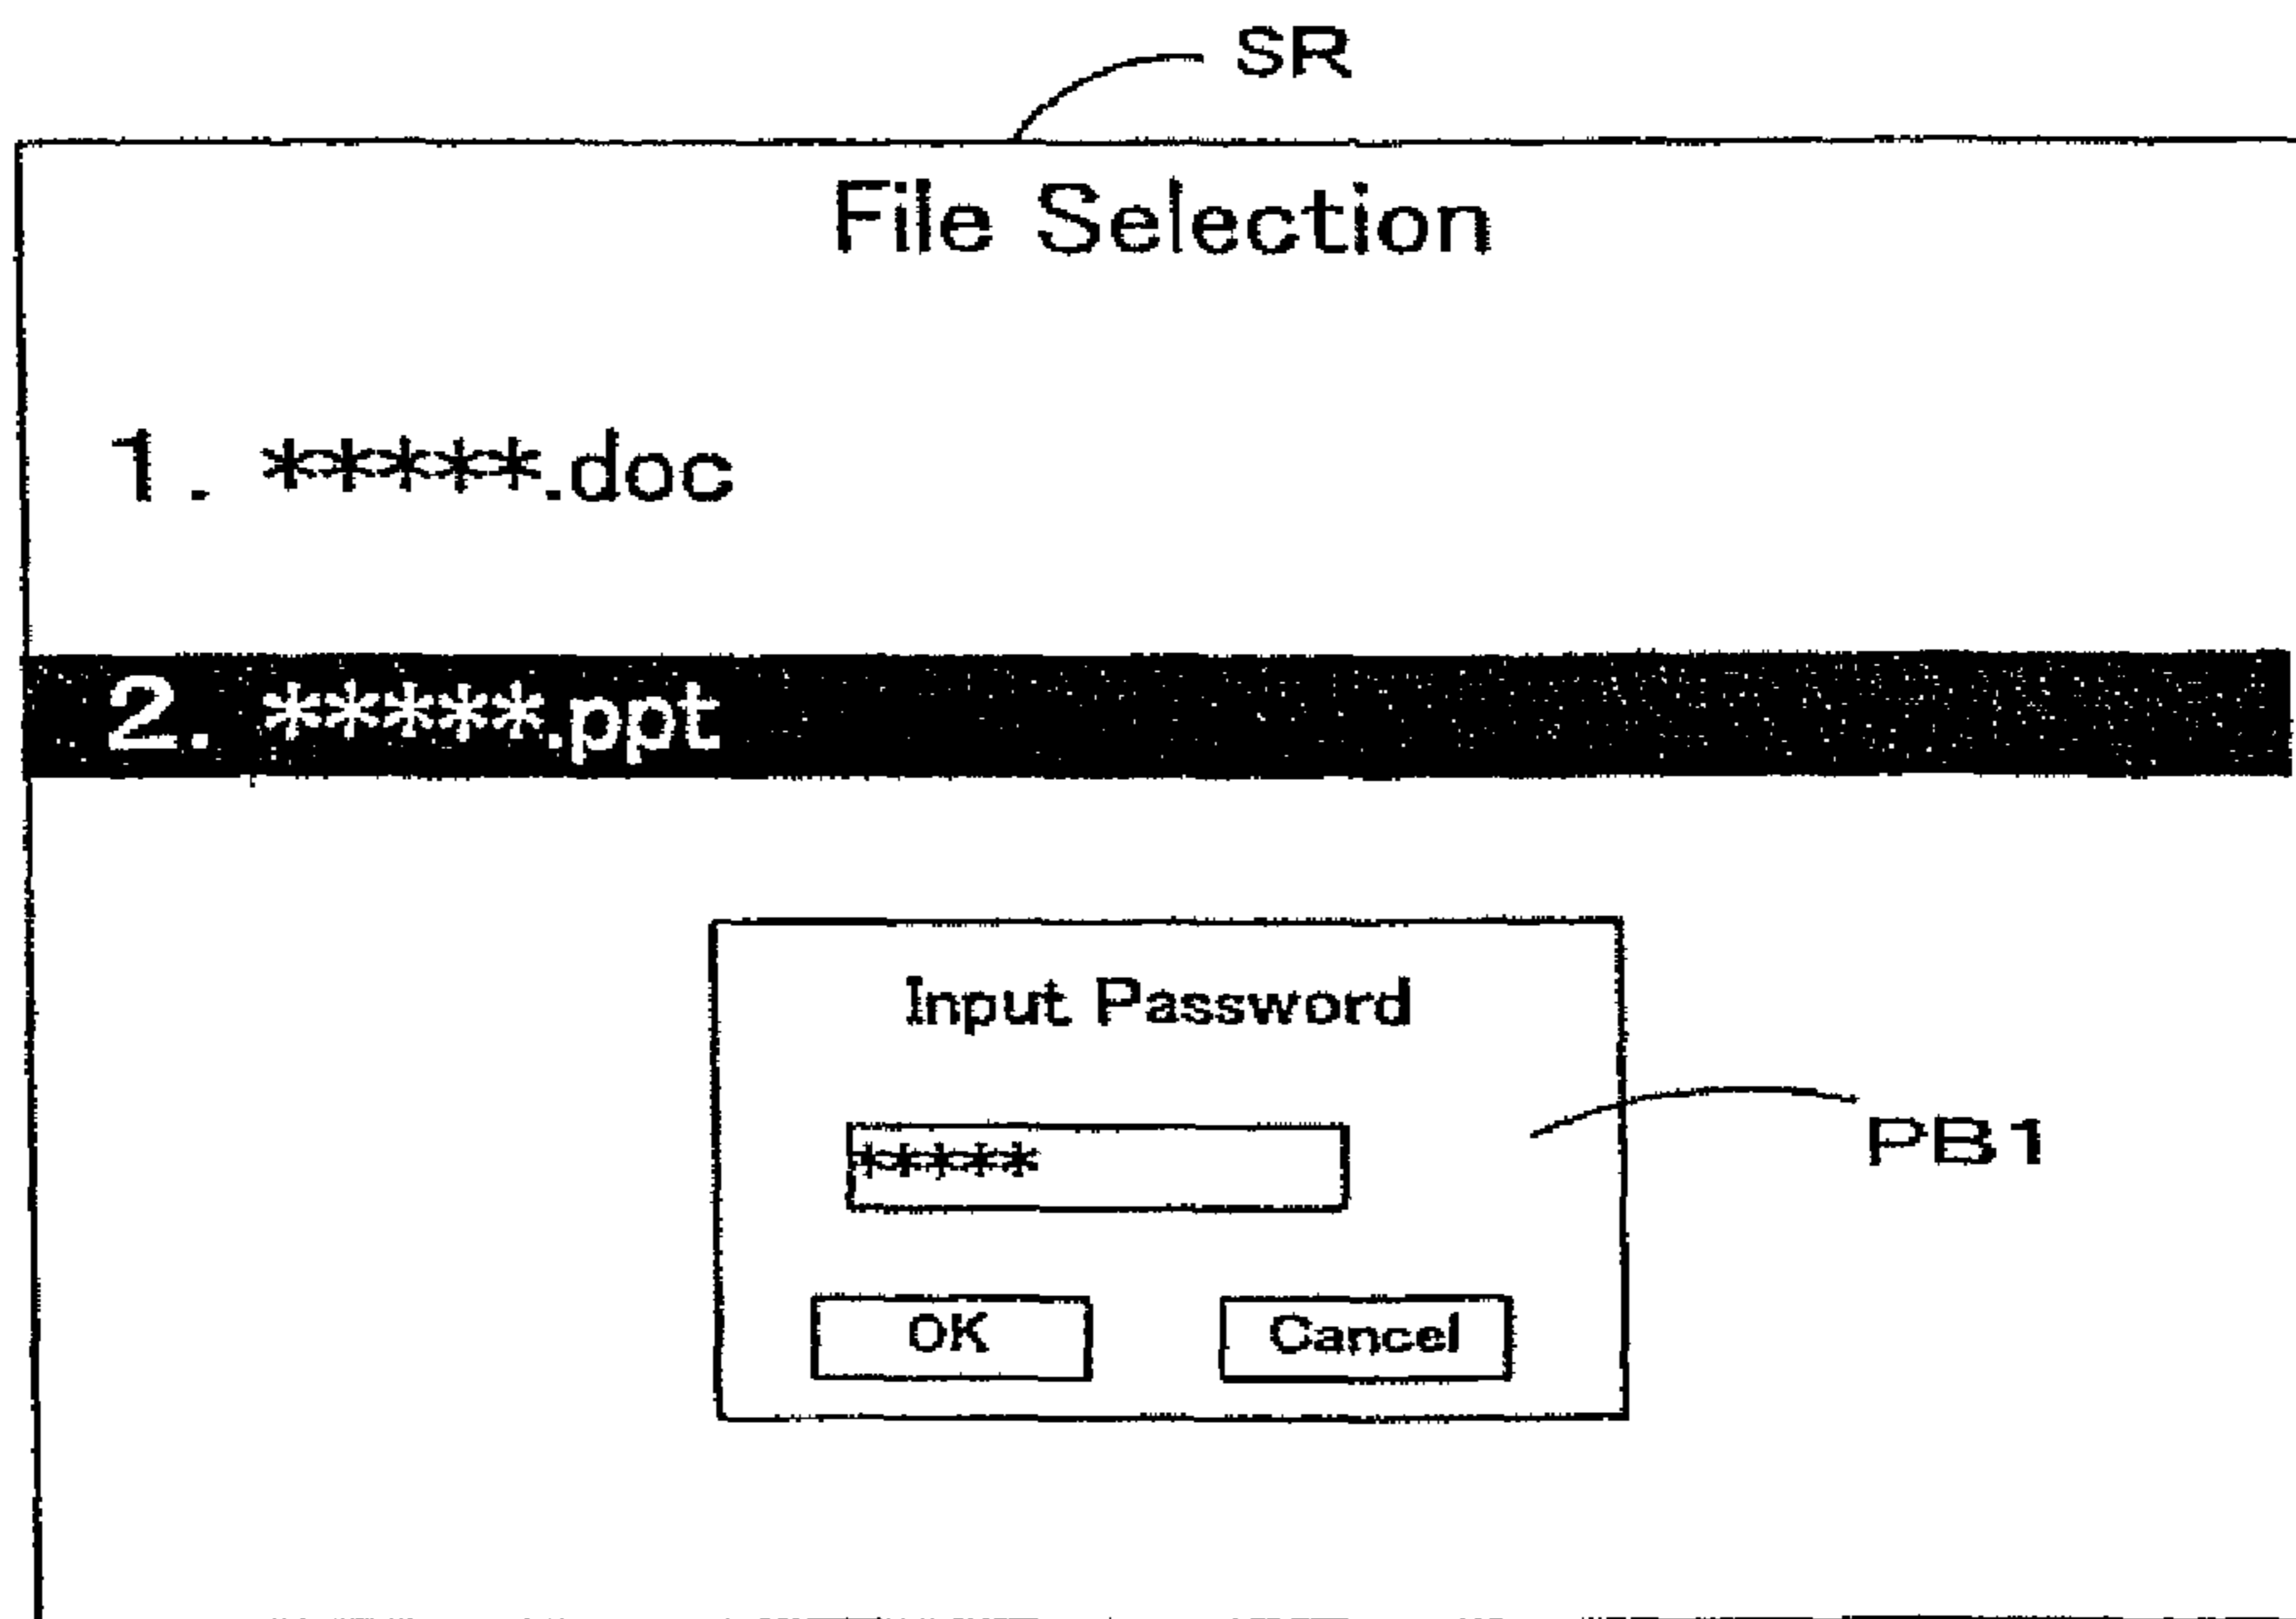 SR
File Selection
1. *****.doc
2. *****.ppt
Input Password
*****
PB1
OK Cancel